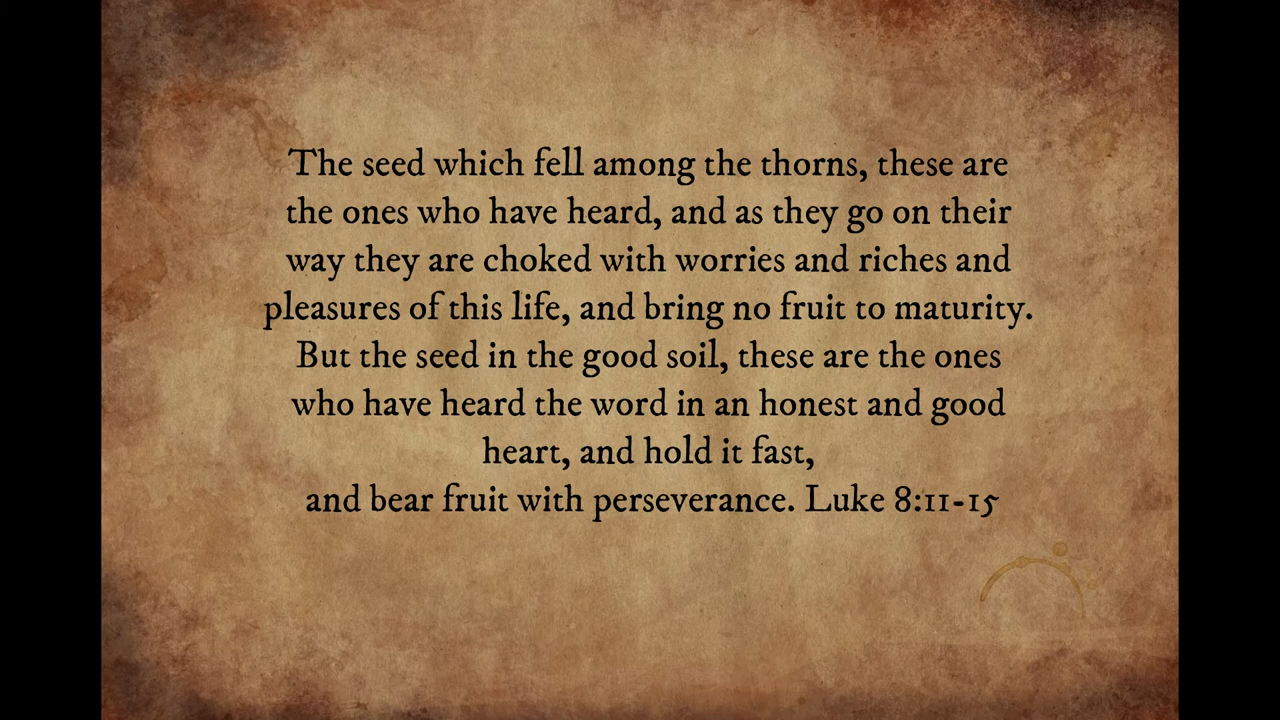 The seed which fell among the thorns, these are
the ones who have heard, and as they go on their
way they are choked with worries and riches and
pleasures of this life, and bring no fruit to maturity.
But the seed in the good soil, these are the ones
who have heard the word in an honest and good
heart, and hold it fast,
and bear fruit with perseverance. Luke 8:11-15